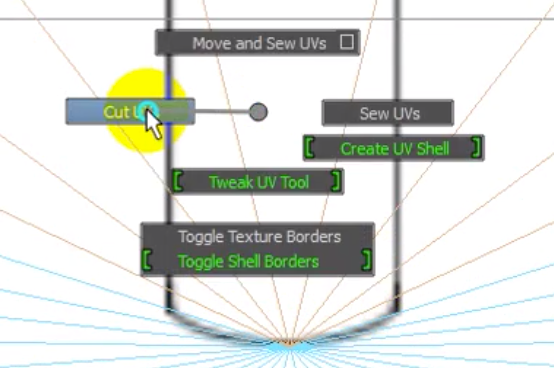 Move and Sew UVs
Cut
Sew UVs
Create UV Shell
Tweak UV Tool
Toggle Texture Borders
Toggle Shell Borders